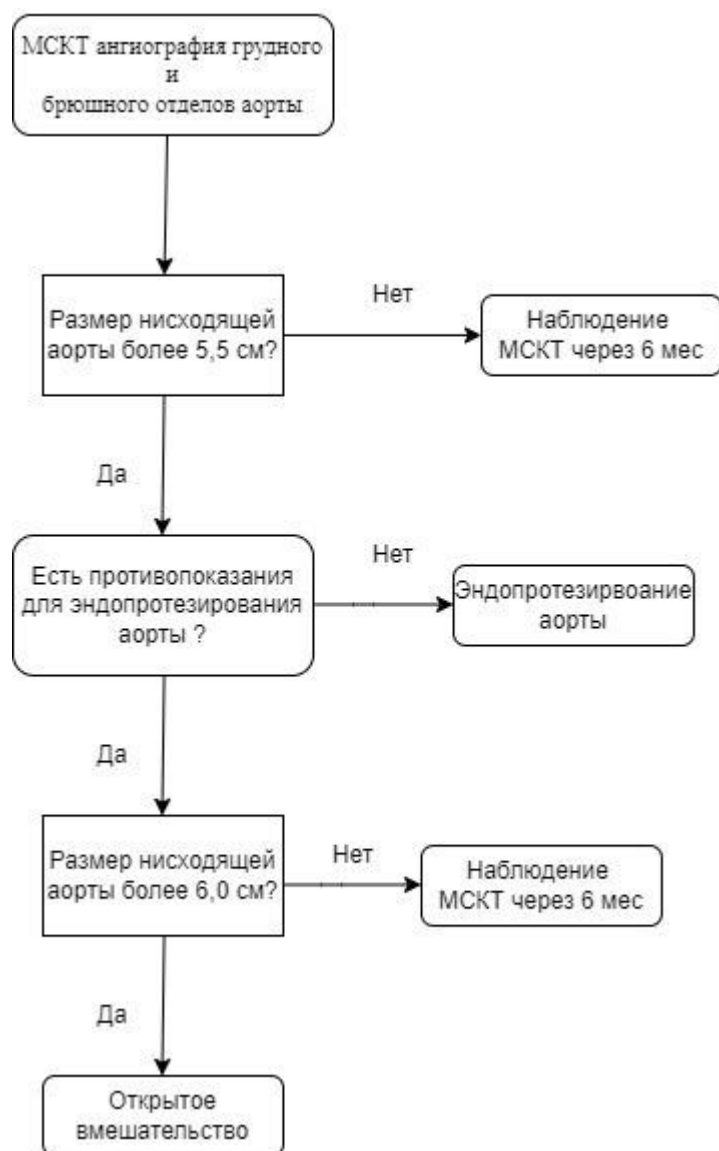 МСКТ ангиография грудного
и
брюшного отделов аорты
Размер нисходящей
аорты более 5,5 см?
Нет
Наблюдение
МСКТ через 6 мес
Да
Есть противопоказания
для эндопротезирования
аорты ?
Нет
Эндопротезирвоание
аорты
Да
Размер нисходящей
аорты более 6,0 см?
Нет
Наблюдение
МСКТ через 6 мес
Да
Открытое
вмешательство